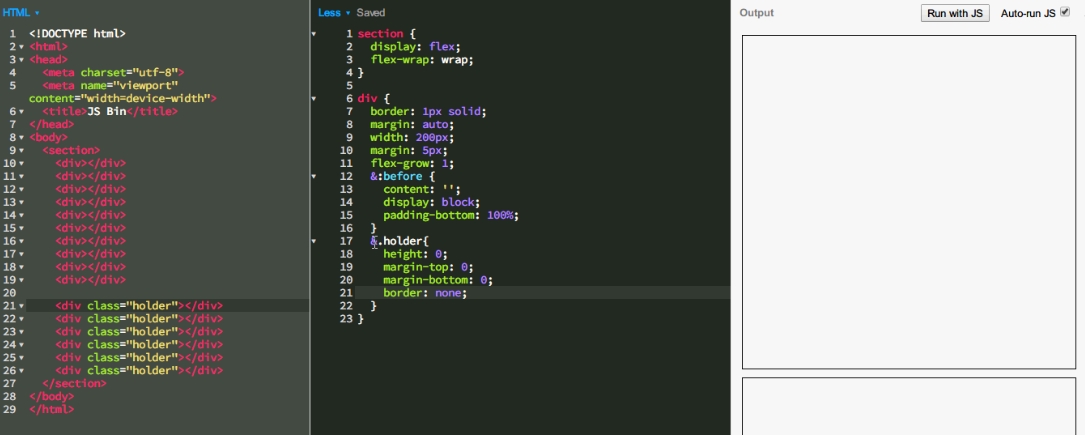 HTML
1 <!DOCTYPE html>
2 <html>
3 <head>
4 <meta charset="utf-8">
5 <meta name="viewport"
content="width=device-width">
6 <title>JS Bin</title>
7 </head>
8 <body>
9 <section>
10 <div></div>
11 <div></div>
12 <div></div>
13 <div></div>
14 <div></div>
15 <div></div>
16 <div></div>
17 <div></div>
18 <div></div>
19 <div></div>
20
21 <div class="holder"></div>
22 <div class="holder"></div>
23 <div class="holder"></div>
24 <div class="holder"></div>
25 <div class="holder"></div>
26 <div class="holder"></div>
27 </section>
28 </body>
29 </html>
Less Saved
1 section {
2 display: flex;
3 flex-wrap: wrap;
4 }
5
6 div {
7 border: 1px solid;
8 margin: auto;
9 width: 200px;
10 margin: 5px;
11 flex-grow: 1;
12 &:before {
13 content: '';
14 display: block;
15 padding-bottom: 100%;
16 }
17 &.holder{
18 height: 0;
19 margin-top: 0;
20 margin-bottom: 0;
21 border: none;
22 }
23 }
Output Run with JS Auto-run JS